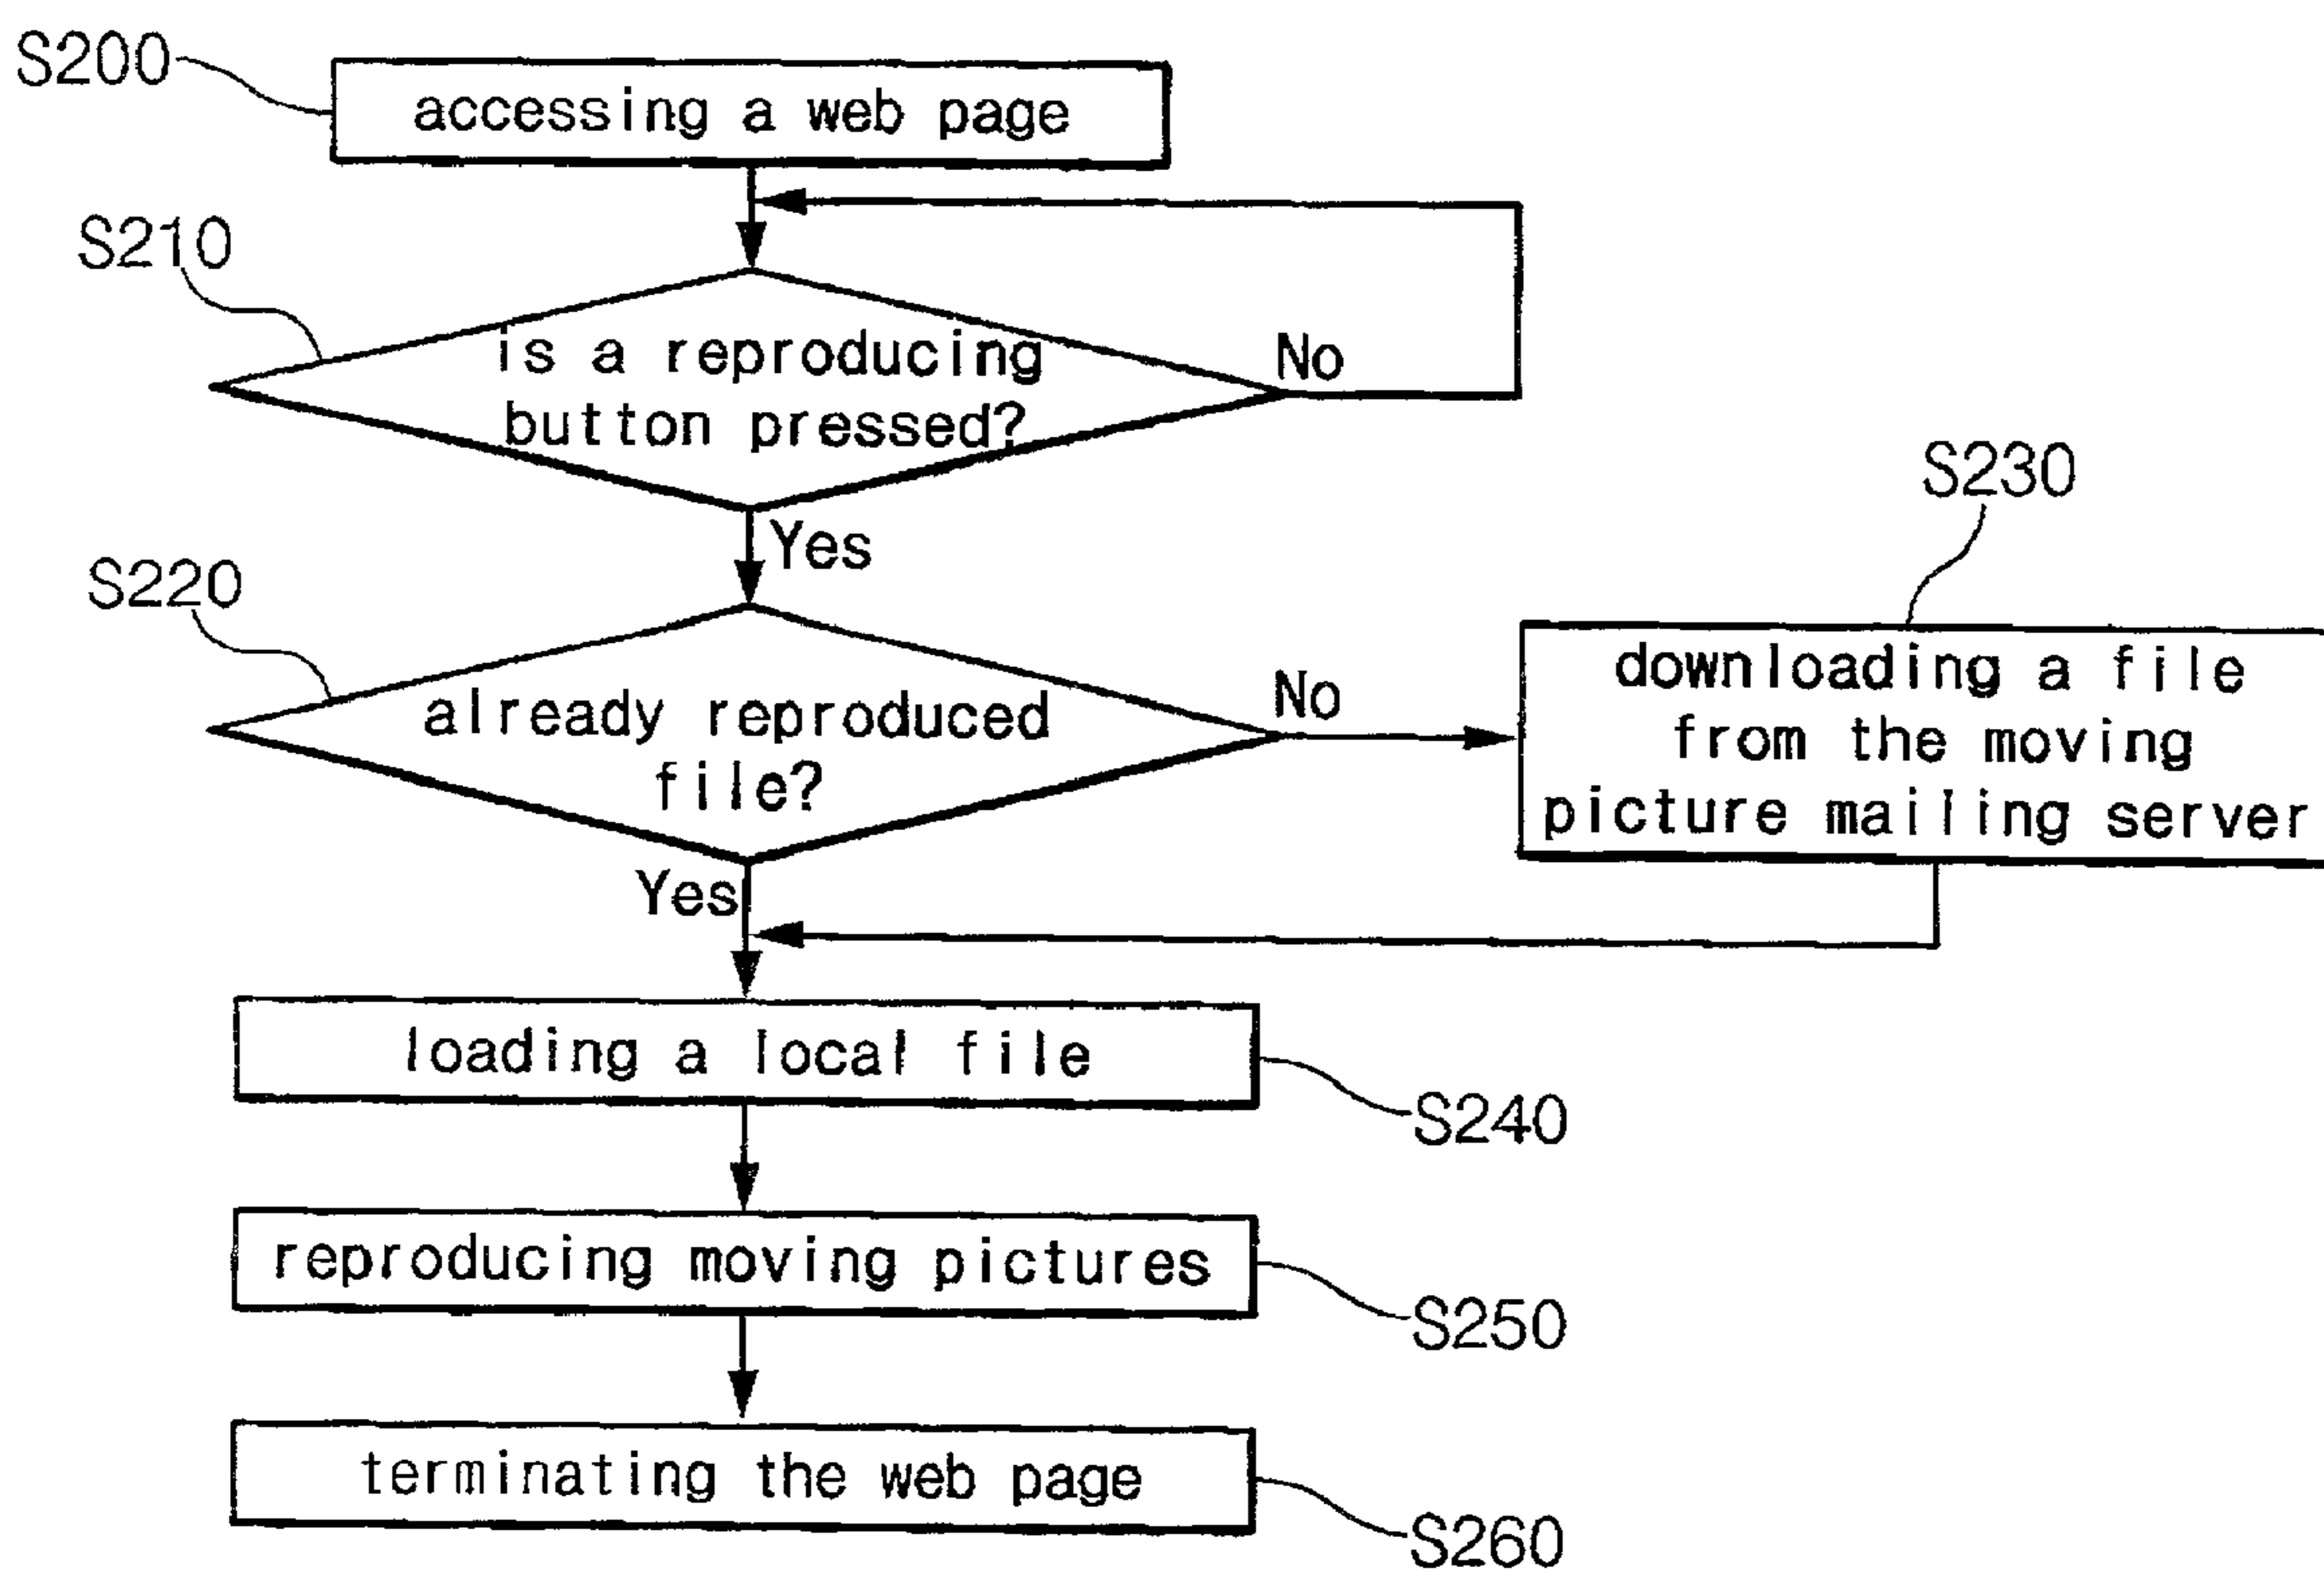 S200
accessing a web page
S210
is a reproducing
button pressed?
No
Yes
S220
already reproduced
file?
No
S230
downloading a file
from the moving
picture mailing server
Yes
loading a local file
S240
reproducing moving pictures
S250
terminating the web page
S260